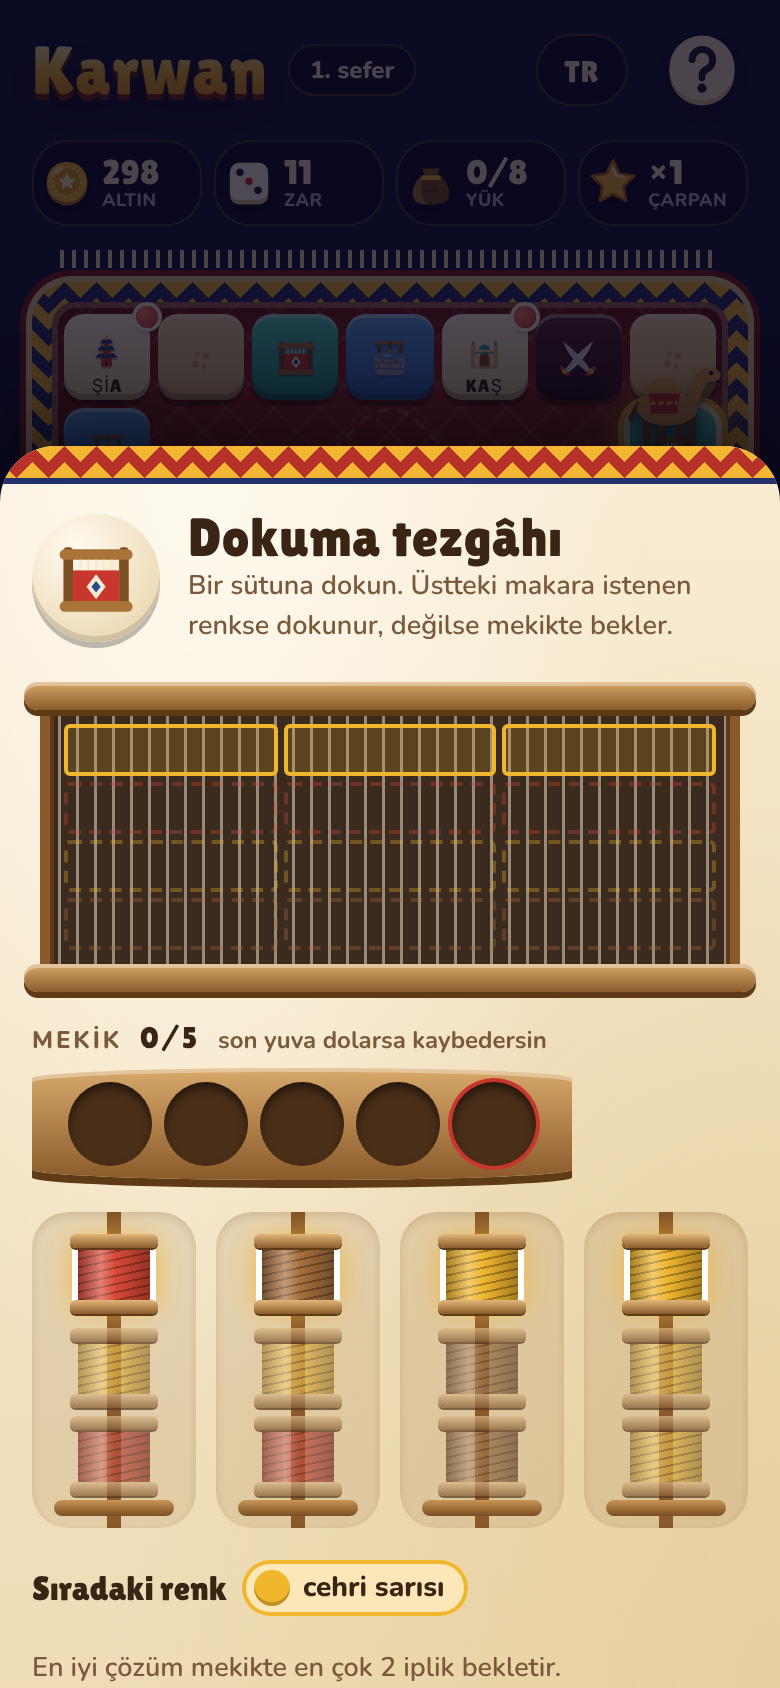 Karwan
1. sefer
TR
?
298
ALTIN
11
ZAR
0/8
YÜK
×1
ÇARPAN
ŞİA
KAŞ
Dokuma tezgâhı
Bir sütuna dokun. Üstteki makara istenen
renkse dokunur, değilse mekikte bekler.
MEKİK 0/5 son yuva dolarsa kaybedersin
Sıradaki renk cehri sarısı
En iyi çözüm mekikte en çok 2 iplik bekletir.